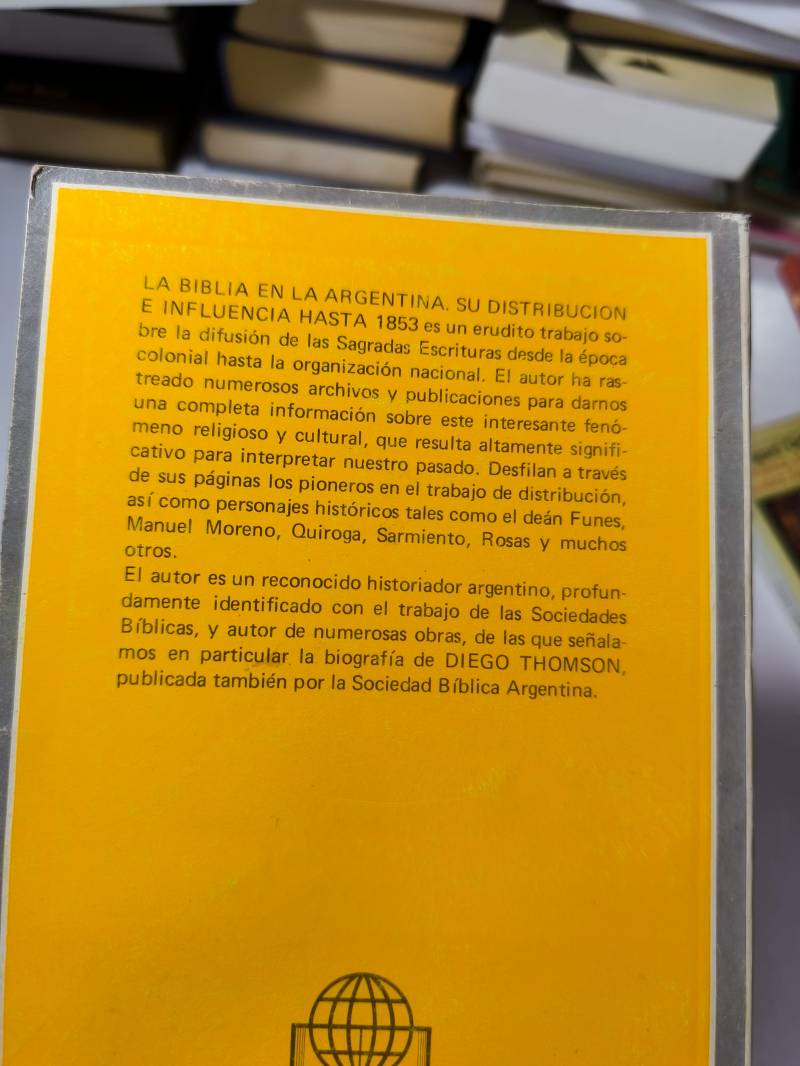 LA BIBLIA EN LA ARGENTINA. SU DISTRIBUCION
E INFLUENCIA HASTA 1853 es un erudito trabajo so-
bre la difusión de las Sagradas Escrituras desde la época
colonial hasta la organización nacional. El autor ha ras-
treado numerosos archivos y publicaciones para darnos
una completa información sobre este interesante fenó-
meno religioso y cultural, que resulta altamente signifi-
cativo para interpretar nuestro pasado. Desfilan a través
de sus páginas los pioneros en el trabajo de distribución,
así como personajes históricos tales como el deán Funes,
Manuel Moreno, Quiroga, Sarmiento, Rosas y muchos
otros.
El autor es un reconocido historiador argentino, profun-
damente identificado con el trabajo de las Sociedades
Bíblicas, y autor de numerosas obras, de las que señala-
mos en particular la biografía de DIEGO THOMSON,
publicada también por la Sociedad Bíblica Argentina.